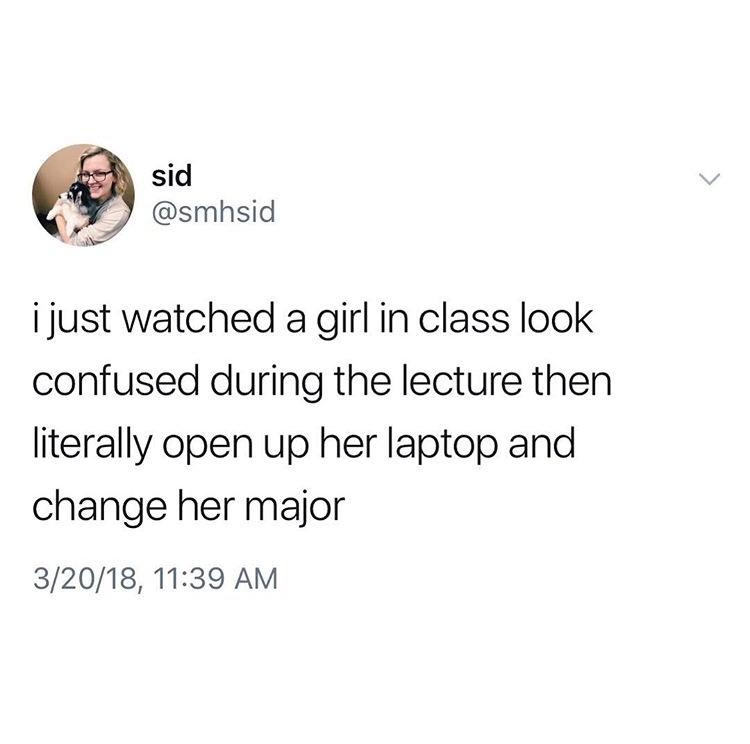 sid
@smhsid
i just watched a girl in class look
confused during the lecture then
literally open up her laptop and
change her major
3/20/18, 11:39 AM